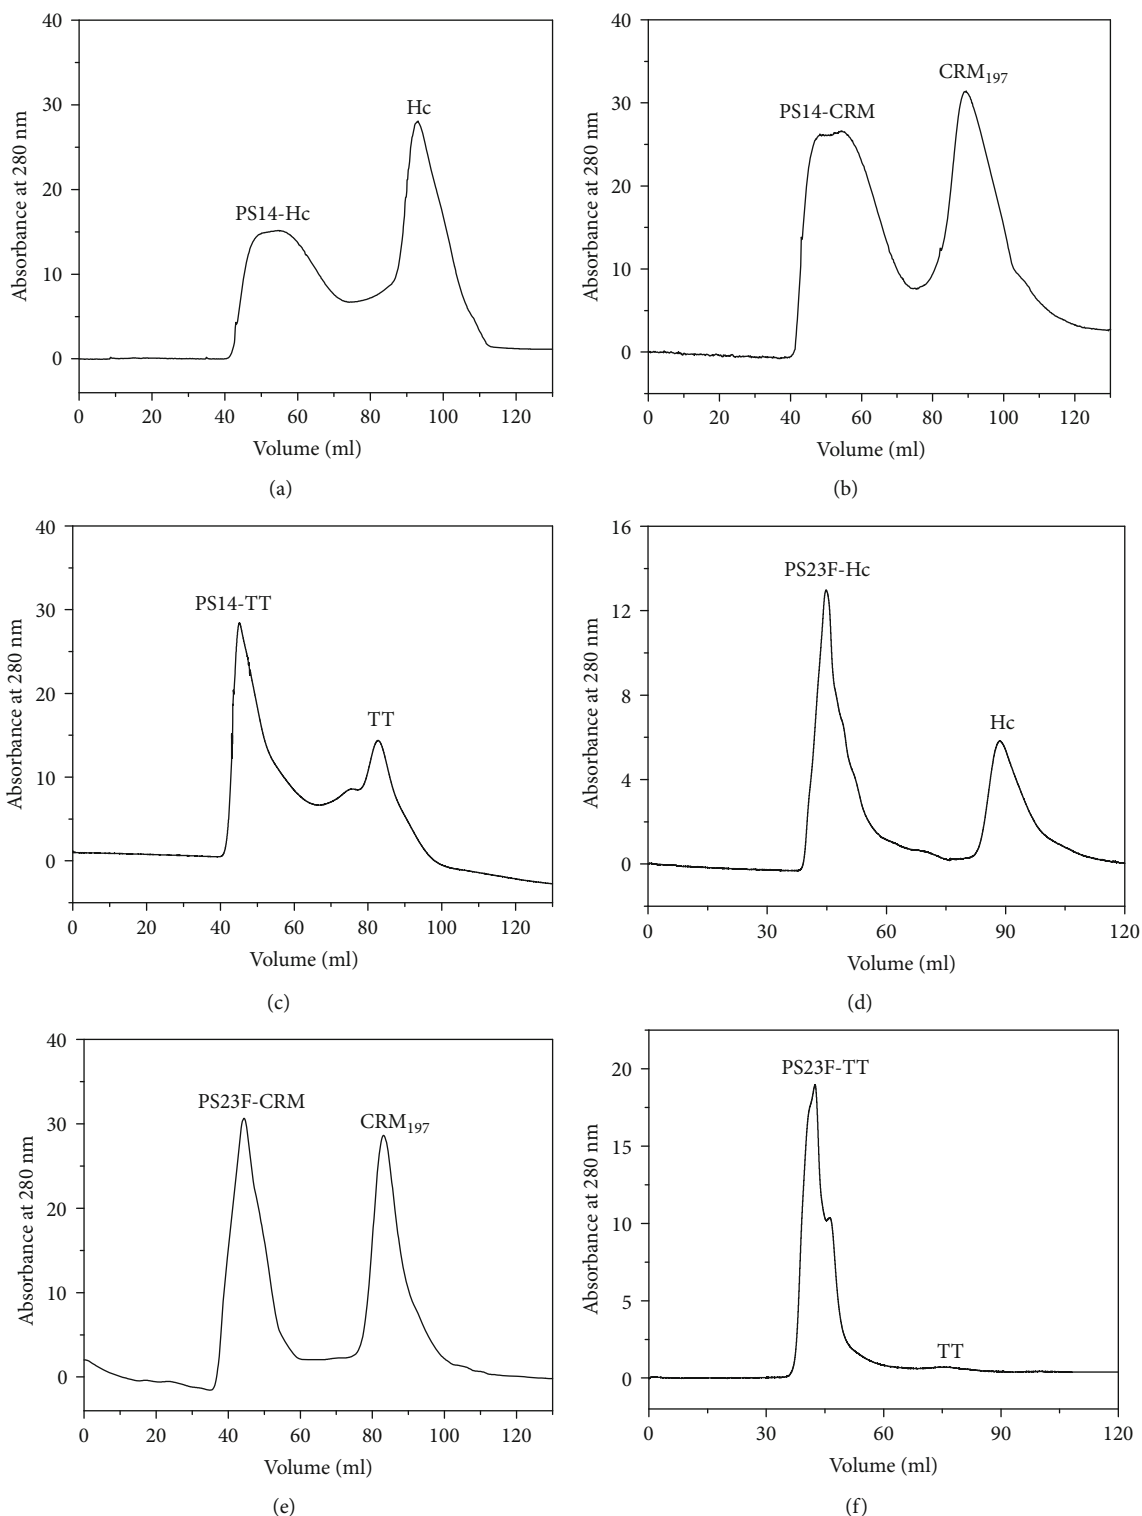 40
30
20
10
0
Absorbance at 280 nm
Hc
PS14-Hc
0 20 40 60 80 100 120
Volume (ml)
(a)
40
30
20
10
0
Absorbance at 280 nm
CRM197
PS14-CRM
0 20 40 60 80 100 120
Volume (ml)
(b)
40
30
20
10
0
Absorbance at 280 nm
PS14-TT
TT
0 20 40 60 80 100 120
Volume (ml)
(c)
16
12
8
4
0
Absorbance at 280 nm
PS23F-Hc
Hc
0 30 60 90 120
Volume (ml)
(d)
40
30
20
10
0
Absorbance at 280 nm
PS23F-CRM
CRM197
0 20 40 60 80 100 120
Volume (ml)
(e)
20
15
10
5
0
Absorbance at 280 nm
PS23F-TT
TT
0 30 60 90 120
Volume (ml)
(f)